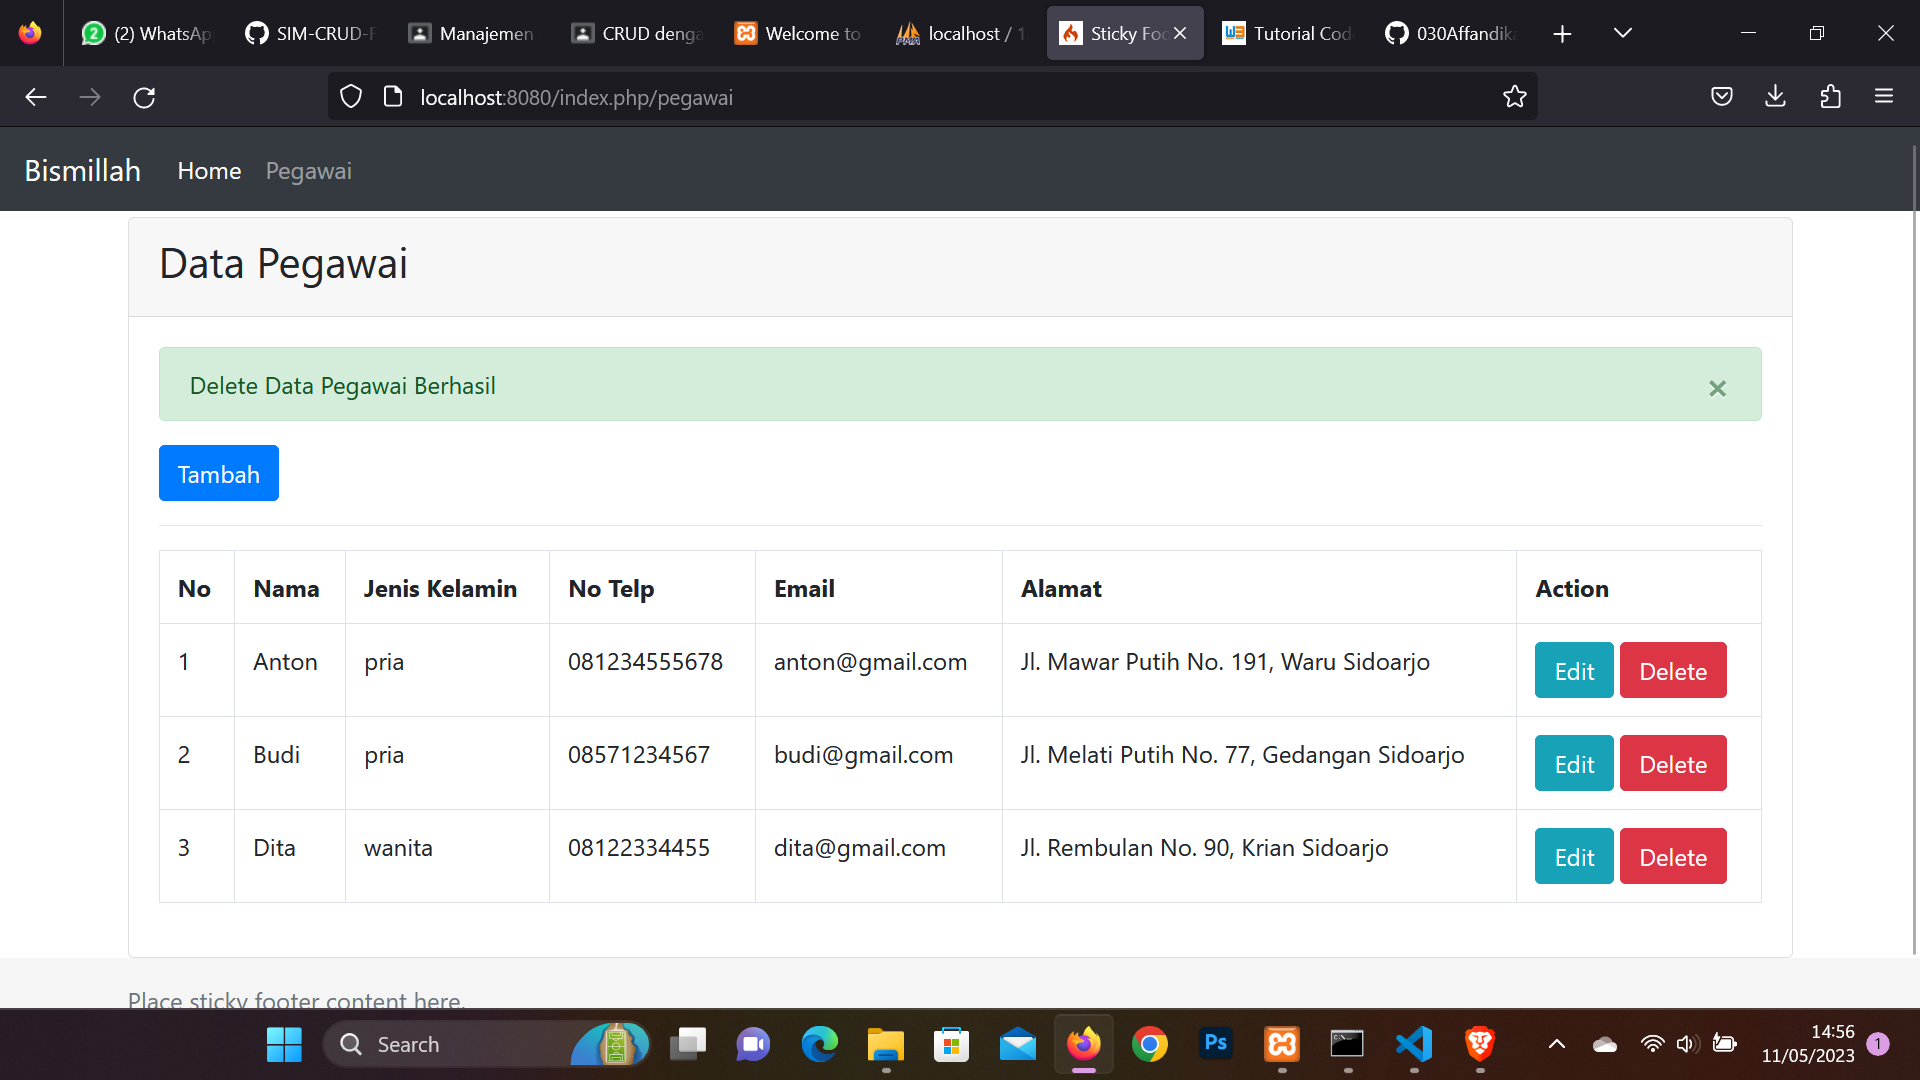 (2) WhatsAp
SIM-CRUD-P
Manajemen
CRUD denga
Welcome to
localhost / 1
Sticky Foo
Tutorial Cod
030Affandika
localhost:8080/index.php/pegawai
Bismillah
Home
Pegawai
Data Pegawai
Delete Data Pegawai Berhasil
×
Tambah
No Nama Jenis Kelamin No Telp Email Alamat Action
1 Anton pria 081234555678 anton@gmail.com Jl. Mawar Putih No. 191, Waru Sidoarjo Edit Delete
2 Budi pria 08571234567 budi@gmail.com Jl. Melati Putih No. 77, Gedangan Sidoarjo Edit Delete
3 Dita wanita 08122334455 dita@gmail.com Jl. Rembulan No. 90, Krian Sidoarjo Edit Delete
Place sticky footer content here.
Search
Ps
14:56
11/05/2023
1